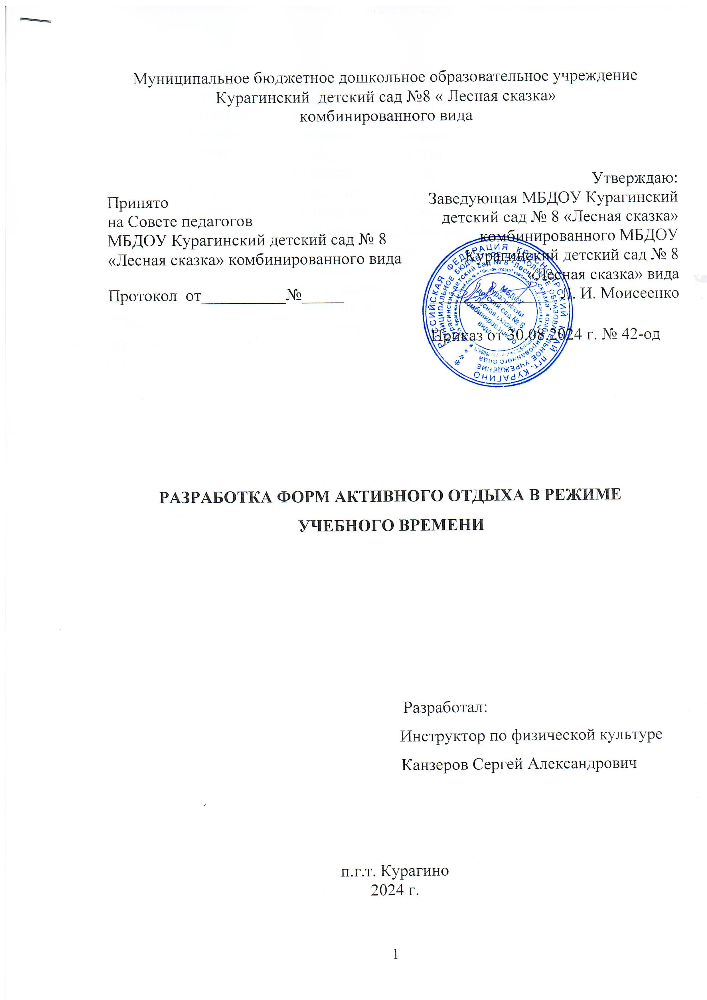 Муниципальное бюджетное дошкольное образовательное учреждение
Курагинский детский сад №8 « Лесная сказка»
комбинированного вида
Принято
на Совете педагогов
МБДОУ Курагинский детский сад № 8
«Лесная сказка» комбинированного вида
Протокол от__________№_____
Утверждаю:
Заведующая МБДОУ Курагинский
детский сад № 8 «Лесная сказка»
комбинированного МБДОУ
Курагинский детский сад № 8
«Лесная сказка» вида
Л. И. Моисеенко
Приказ от 30.08.2024 г. № 42-од
РОССИЙСКАЯ ФЕДЕРАЦИЯ КРАСНОЯРСКИЙ КРАЙ ПГТ. КУРАГИНО
МУНИЦИПАЛЬНОЕ БЮДЖЕТНОЕ ДОШКОЛЬНОЕ ОБРАЗОВАТЕЛЬНОЕ УЧРЕЖДЕНИЕ
Курагинский детский сад № 8 "Лесная сказка" комбинированного вида
МБДОУ
Курагинский
детский сад № 8
"Лесная сказка"
комбинированного
вида
РАЗРАБОТКА ФОРМ АКТИВНОГО ОТДЫХА В РЕЖИМЕ
УЧЕБНОГО ВРЕМЕНИ
Разработал:
Инструктор по физической культуре
Канзеров Сергей Александрович
п.г.т. Курагино
2024 г.
1